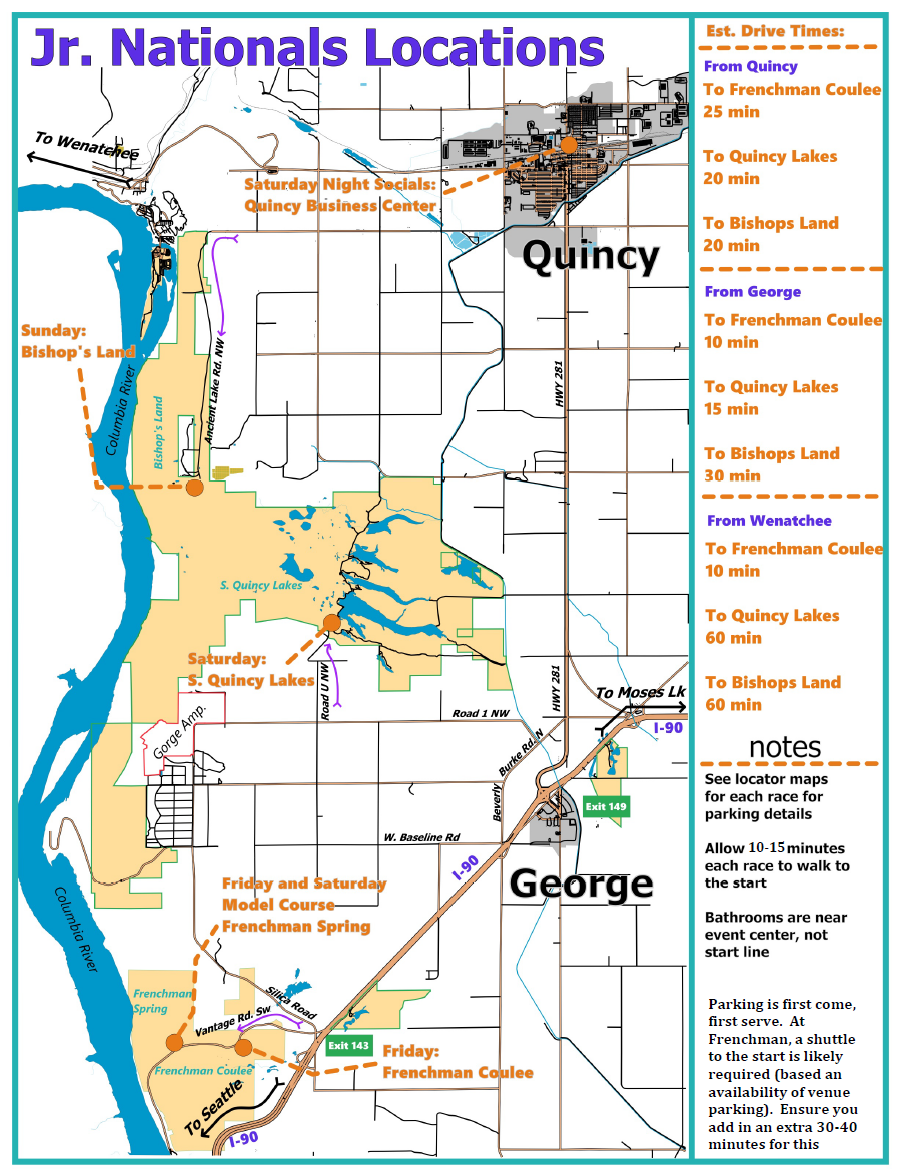 Jr. Nationals Locations
To Wenatchee
Saturday Night Socials:
Quincy Business Center
Quincy
Sunday:
Bishop's Land
Columbia River
Bishop's Land
Ancient Lake Rd. NW
HWY 281
S. Quincy Lakes
Saturday:
S. Quincy Lakes
Road U NW
HWY 281
To Moses Lk
I-90
Gorge Amp.
Road 1 NW
Burke Rd. N
Beverly
Exit 149
W. Baseline Rd
I-90
George
Friday and Saturday
Model Course
Frenchman Spring
Columbia River
Frenchman
Spring
Silica Road
Vantage Rd. Sw
Exit 143
Frenchman Coulee
Friday:
Frenchman Coulee
To Seattle
I-90
Est. Drive Times:
From Quincy
To Frenchman Coulee
25 min
To Quincy Lakes
20 min
To Bishops Land
20 min
From George
To Frenchman Coulee
10 min
To Quincy Lakes
15 min
To Bishops Land
30 min
From Wenatchee
To Frenchman Coulee
10 min
To Quincy Lakes
60 min
To Bishops Land
60 min
notes
See locator maps
for each race for
parking details
Allow 10-15 minutes
each race to walk to
the start
Bathrooms are near
event center, not
start line
Parking is first come,
first serve. At
Frenchman, a shuttle
to the start is likely
required (based an
availability of venue
parking). Ensure you
add in an extra 30-40
minutes for this